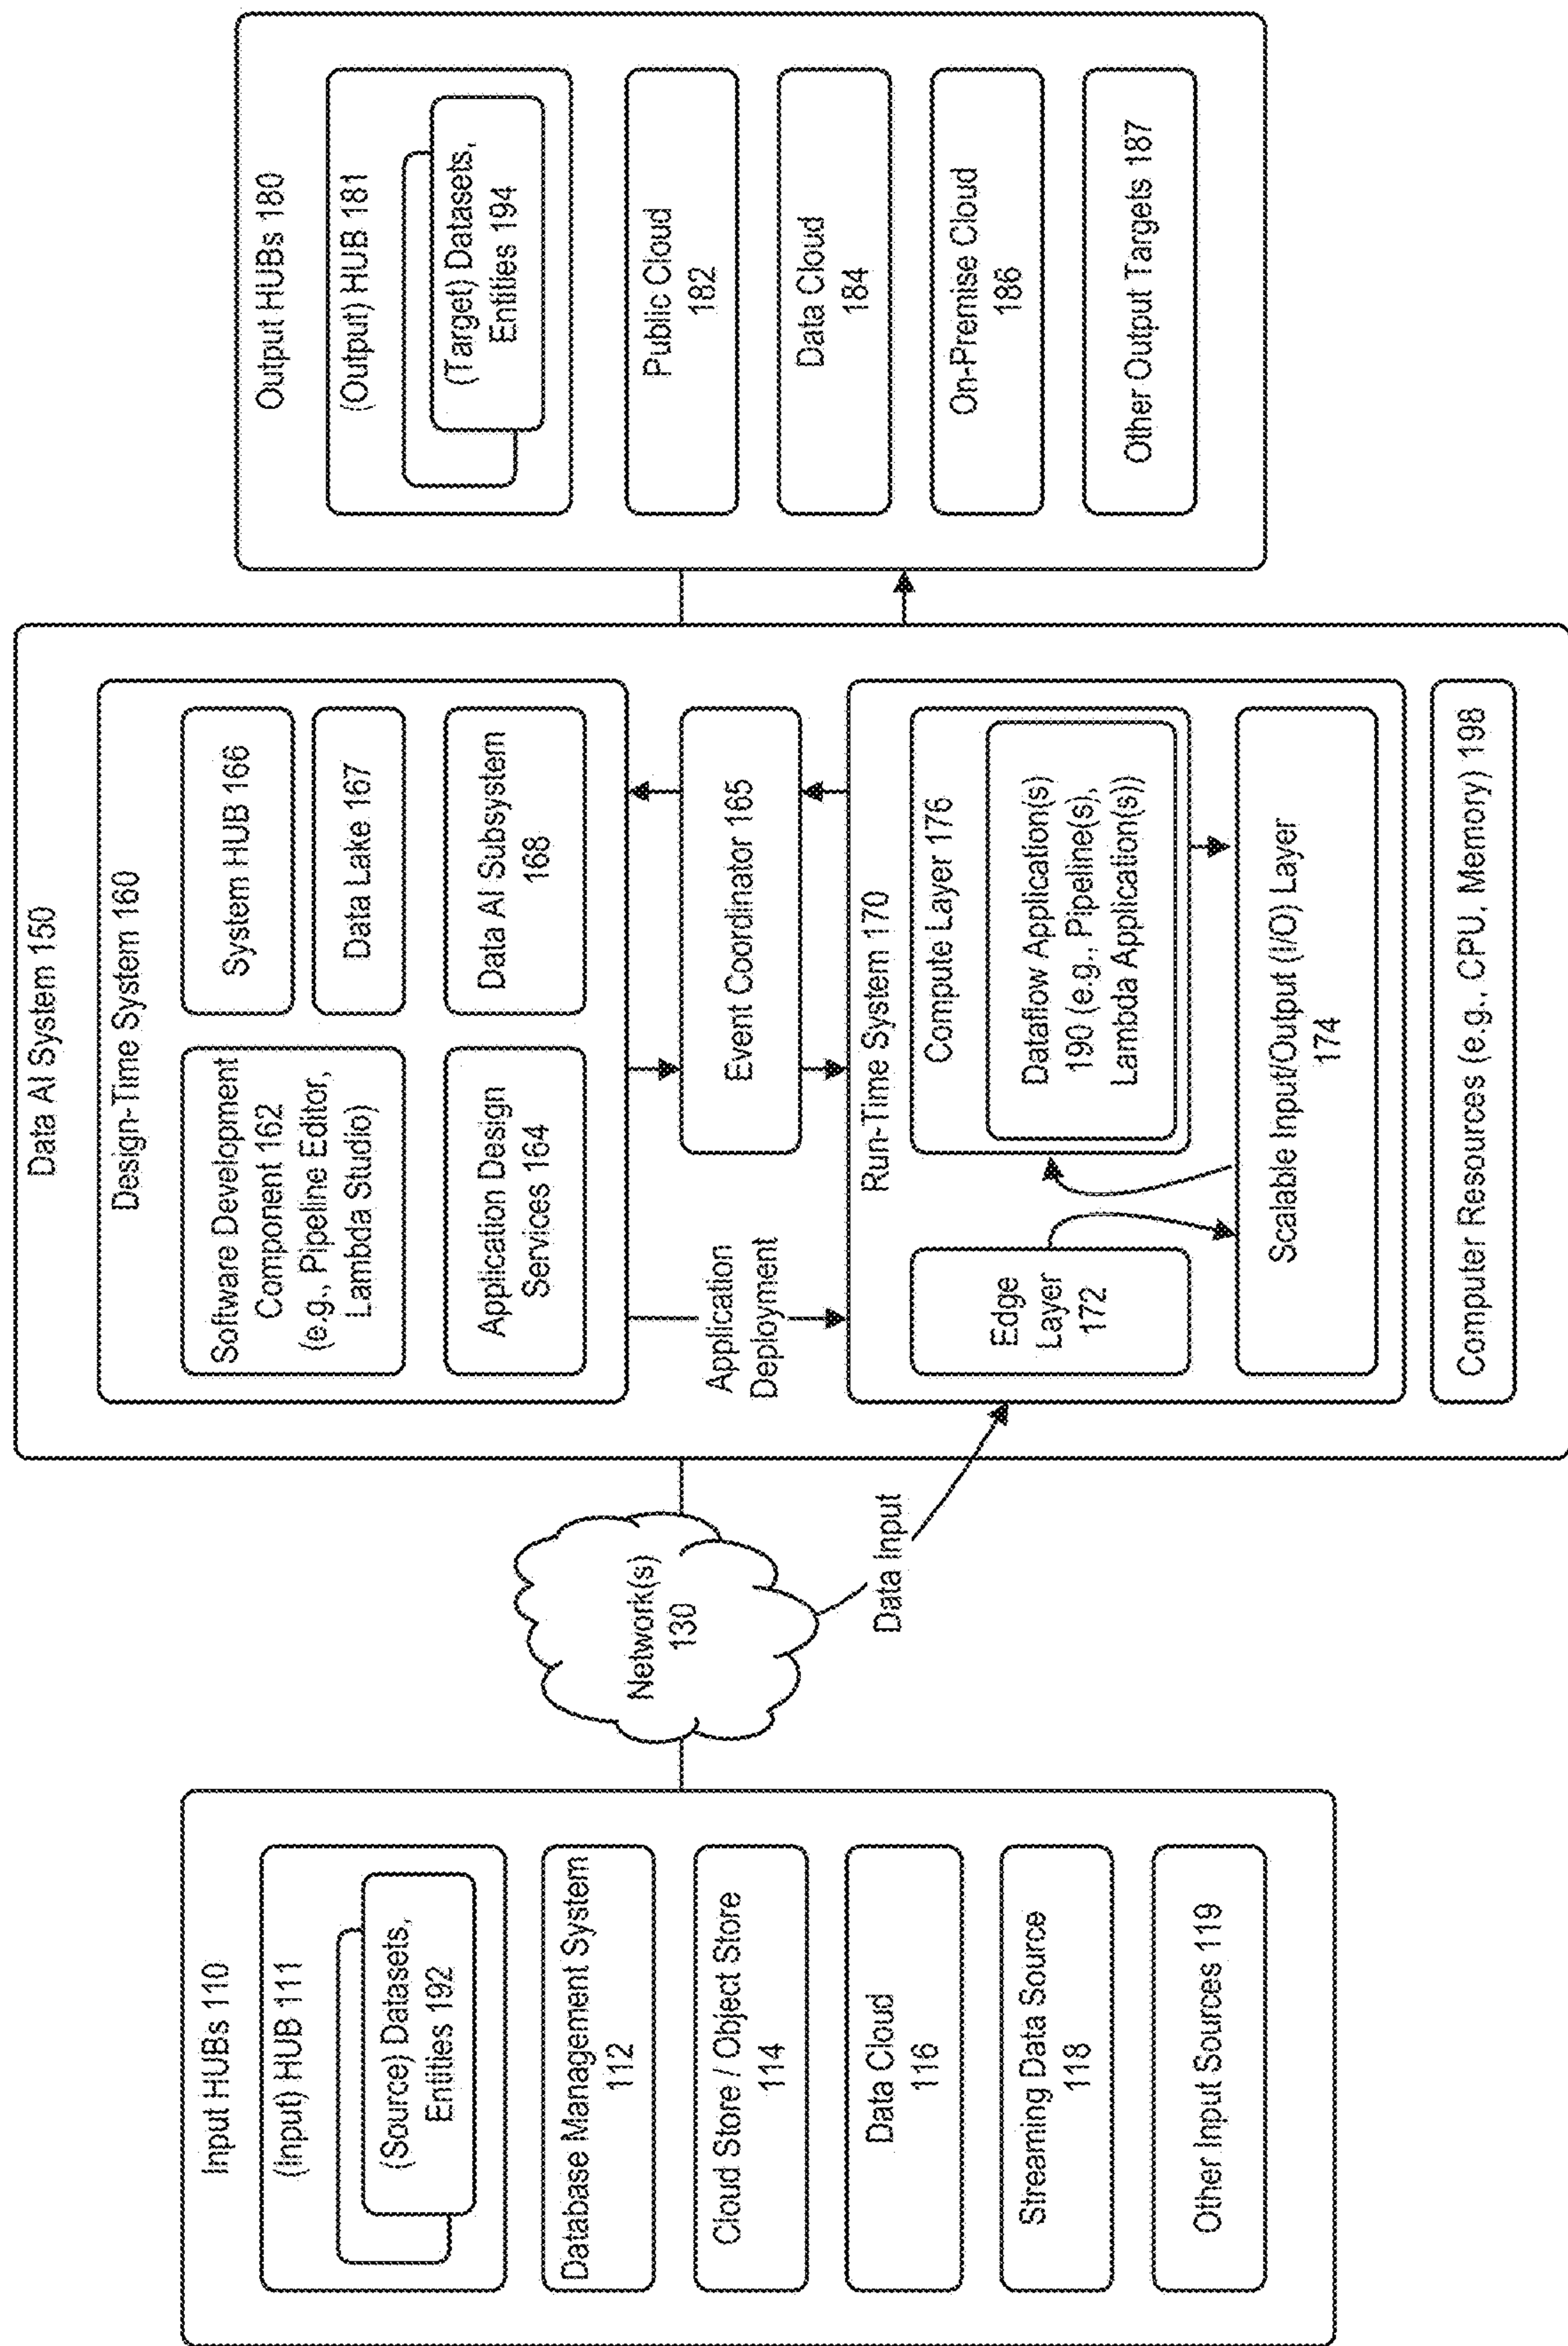 Input HUBs 110
(Input) HUB 111
(Source) Datasets,
Entities 192
Database Management System
112
Cloud Store / Object Store
114
Data Cloud
116
Streaming Data Source
118
Other Input Sources 119
Network(s)
130
Data Input
Data AI System 150
Design-Time System 160
Software Development
Component 162
(e.g., Pipeline Editor,
Lambda Studio)
System HUB 166
Data Lake 167
Application Design
Services 164
Data AI Subsystem
168
Application
Deployment
Event Coordinator 165
Run-Time System 170
Edge
Layer
172
Compute Layer 176
Dataflow Application(s)
190 (e.g., Pipeline(s),
Lambda Application(s))
Scalable Input/Output (I/O) Layer
174
Computer Resources (e.g., CPU, Memory) 198
Output HUBs 180
(Output) HUB 181
(Target) Datasets,
Entities 194
Public Cloud
182
Data Cloud
184
On-Premise Cloud
186
Other Output Targets 187